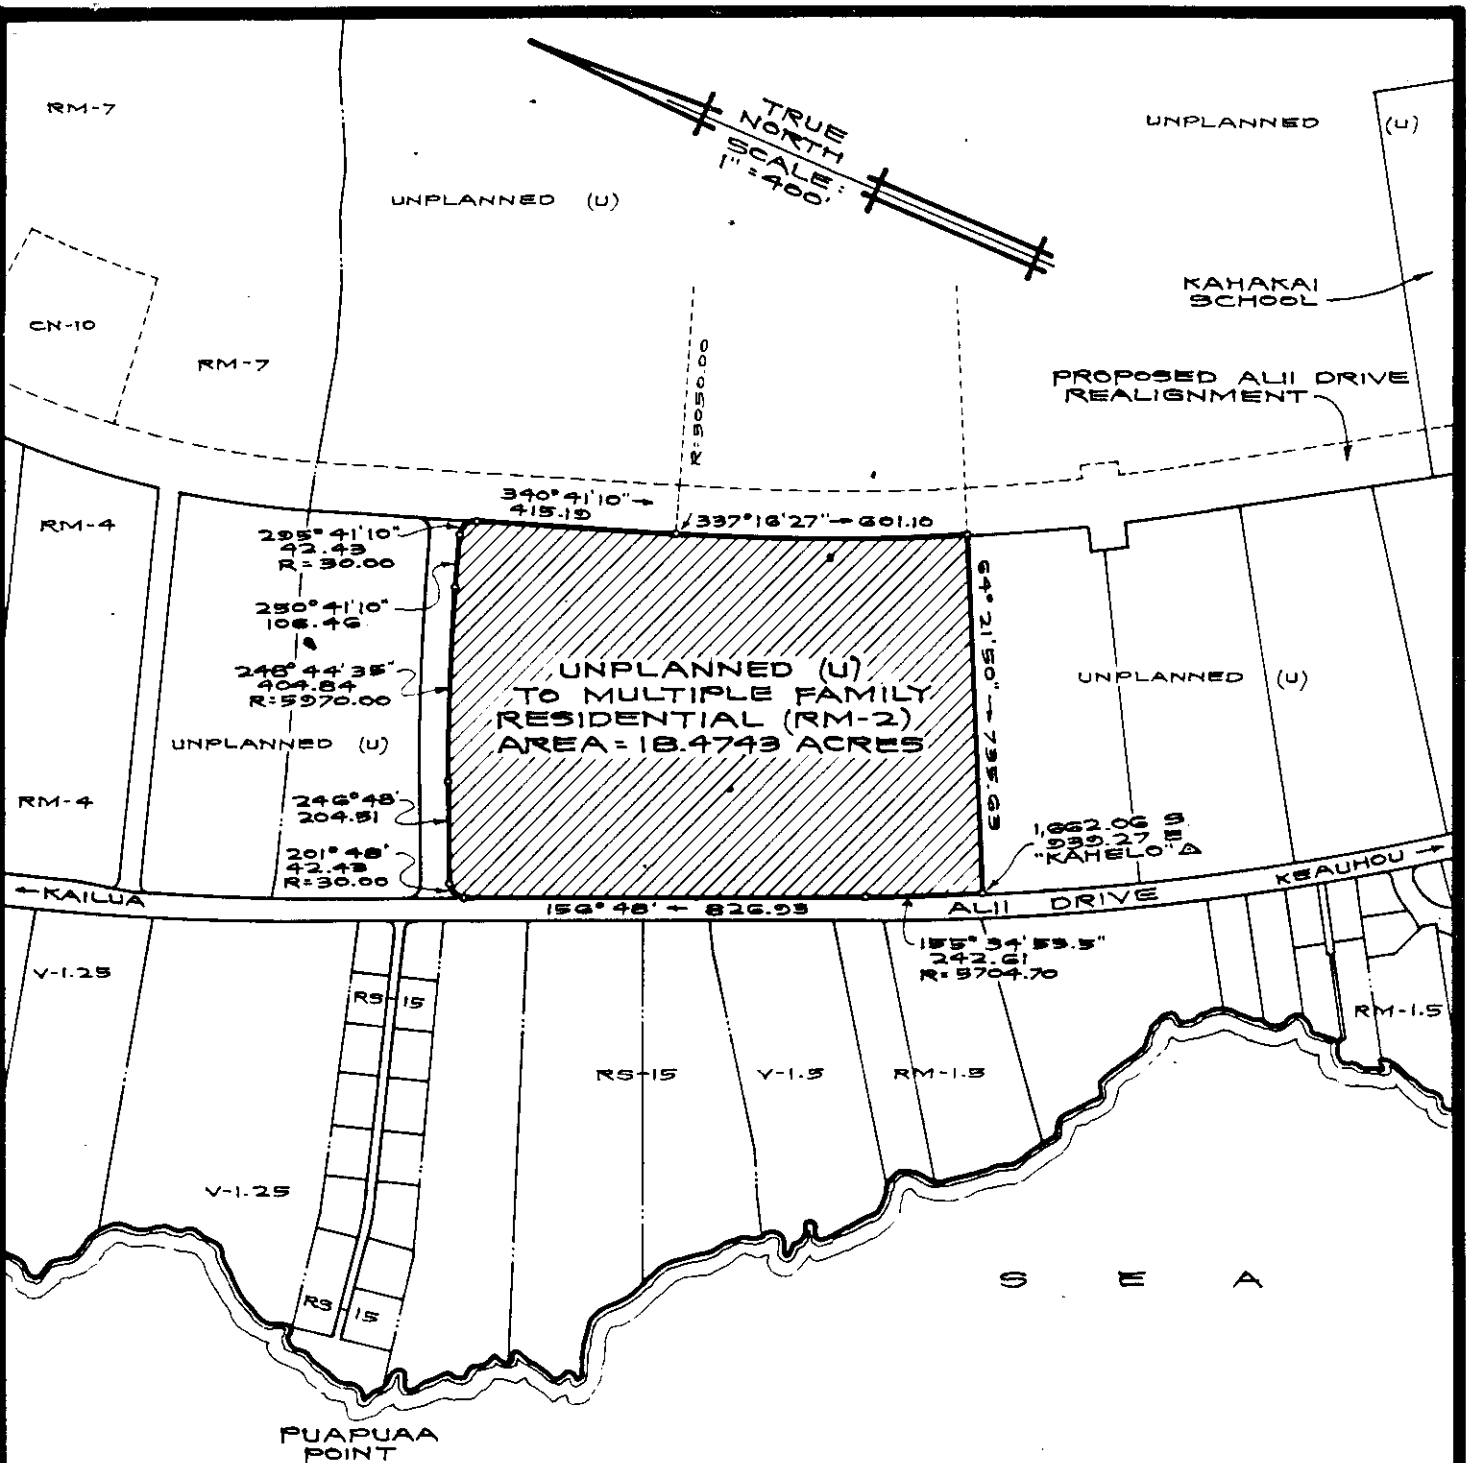 RM-7
TRUE
NORTH
SCALE:
1" = 400'
UNPLANNED (U)
UNPLANNED (U)
KAHAKAI
SCHOOL
CN-10
RM-7
R=5050.00
PROPOSED ALII DRIVE
REALIGNMENT
RM-4
340° 41' 10"
415.19
337° 16' 27" 601.10
295° 41' 10"
42.43
R=30.00
250° 41' 10"
106.46
248° 44' 35"
404.84
R=5970.00
UNPLANNED (U)
TO MULTIPLE FAMILY
RESIDENTIAL (RM-2)
AREA = 18.4743 ACRES
64° 21' 50" 735.63
UNPLANNED (U)
UNPLANNED (U)
RM-4
246° 48'
204.51
201° 48'
42.43
R=30.00
1,662.06 S
939.27 E
"KAHELO"
KAILUA
156° 48' 826.93
ALII DRIVE
KEAUHOU
155° 34' 53.5"
242.61
R=5704.70
V-1.25
RS-15
RM-1.5
RS-15
V-1.5
RM-1.5
V-1.25
RS-15
SEA
PUAPUAA
POINT